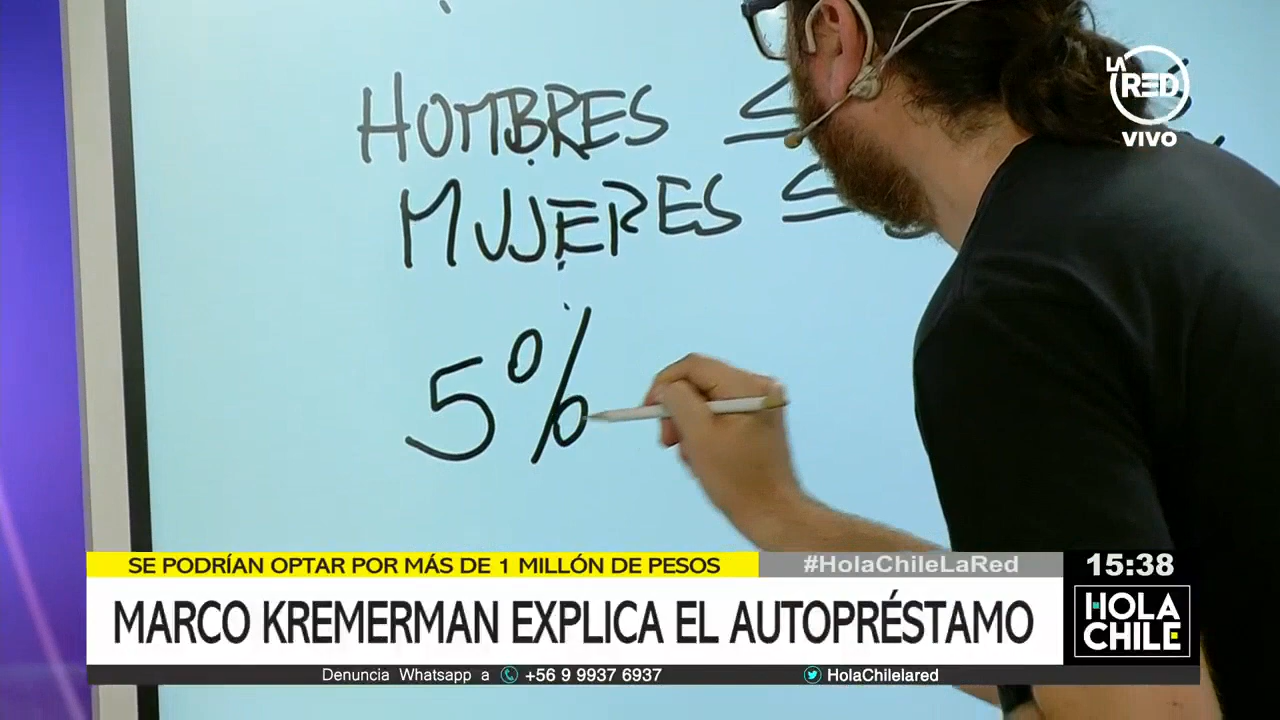 HOMBRES ≤
MUJERES ≤
5%
LA RED
VIVO
SE PODRÍAN OPTAR POR MÁS DE 1 MILLÓN DE PESOS
#HolaChileLaRed
15:38
MARCO KREMERMAN EXPLICA EL AUTOPRÉSTAMO
HOLA
CHILE
Denuncia Whatsapp a +56 9 9937 6937
HolaChilelared